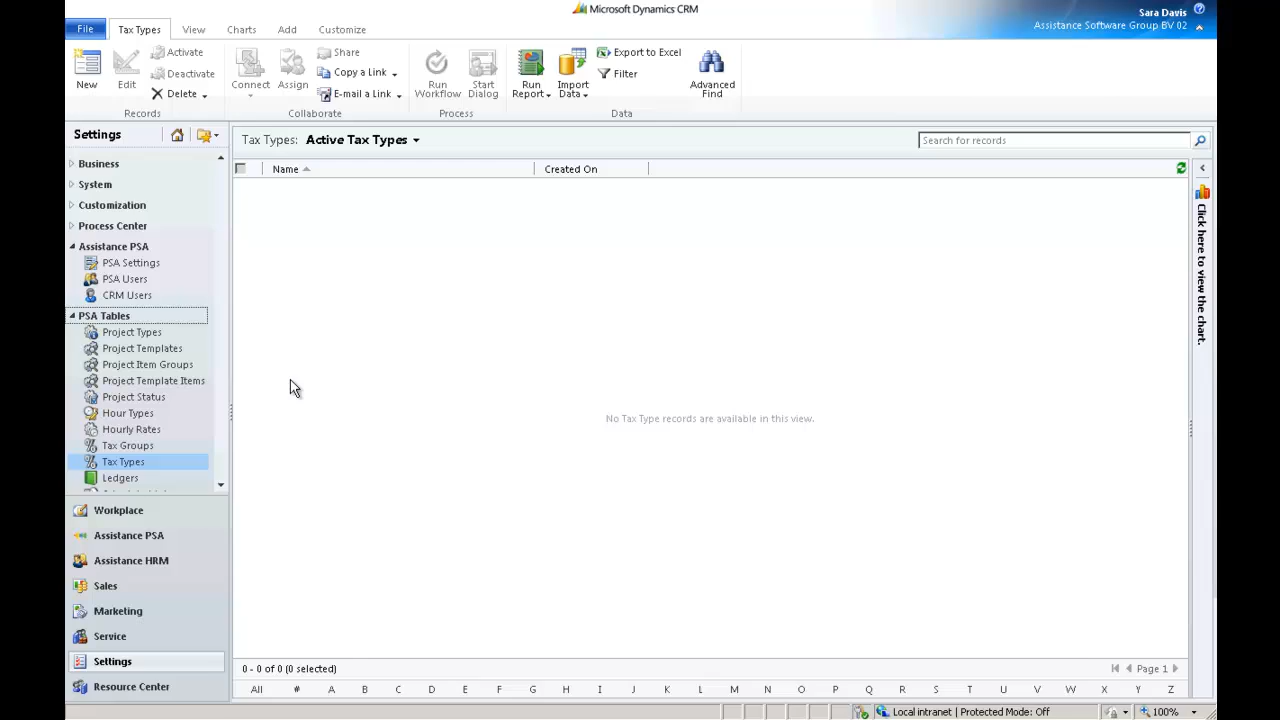 Microsoft Dynamics CRM
Sara Davis
Assistance Software Group BV 02
File
Tax Types
View
Charts
Add
Customize
New
Edit
Activate
Deactivate
Delete
Records
Connect
Assign
Share
Copy a Link
E-mail a Link
Collaborate
Run Workflow
Start Dialog
Process
Run Report
Import Data
Export to Excel
Filter
Advanced Find
Data
Settings
Business
System
Customization
Process Center
Assistance PSA
PSA Settings
PSA Users
CRM Users
PSA Tables
Project Types
Project Templates
Project Item Groups
Project Template Items
Project Status
Hour Types
Hourly Rates
Tax Groups
Tax Types
Ledgers
Workplace
Assistance PSA
Assistance HRM
Sales
Marketing
Service
Settings
Resource Center
Tax Types: Active Tax Types
Search for records
Name
Created On
No Tax Type records are available in this view.
Click here to view the chart.
0 - 0 of 0 (0 selected)
Page 1
All # A B C D E F G H I J K L M N O P Q R S T U V W X Y Z
Local intranet | Protected Mode: Off
100%